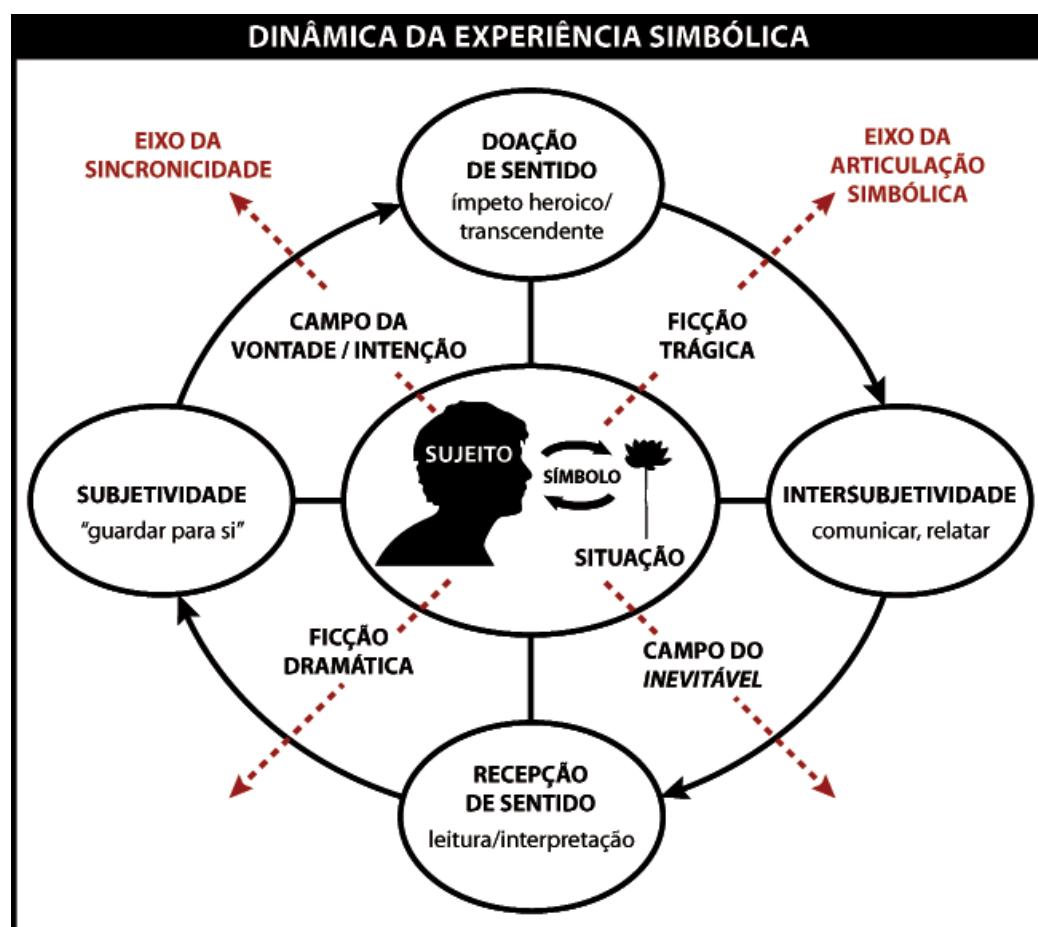 DINÂMICA DA EXPERIÊNCIA SIMBÓLICA
EIXO DA
SINCRONICIDADE
DOAÇÃO
DE SENTIDO
ímpeto heroico/
transcendente
EIXO DA
ARTICULAÇÃO
SIMBÓLICA
CAMPO DA
VONTADE / INTENÇÃO
FICÇÃO
TRÁGICA
SUBJETIVIDADE
“guardar para si”
SUJEITO
SÍMBOLO
SITUAÇÃO
INTERSUBJETIVIDADE
comunicar, relatar
FICÇÃO
DRAMÁTICA
CAMPO DO
INEVITÁVEL
RECEPÇÃO
DE SENTIDO
leitura/interpretação